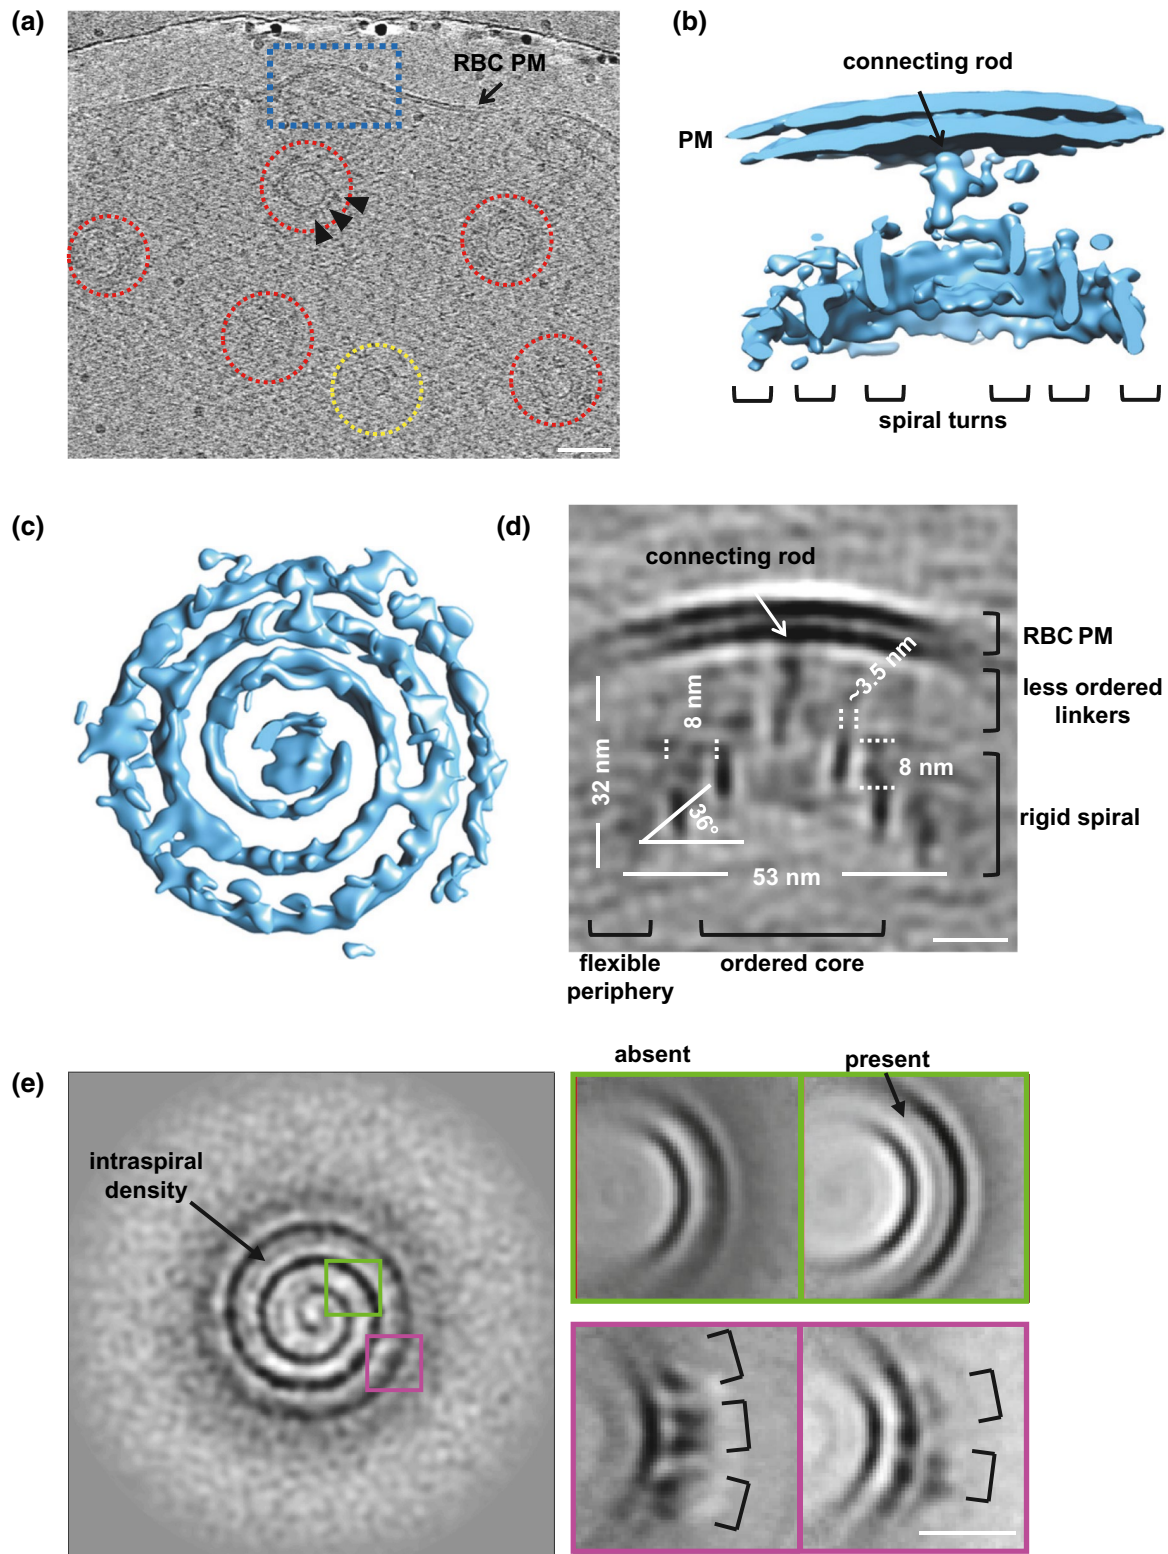 (a)
RBC PM
(b)
connecting rod
PM
spiral turns
(c)
(d)
connecting rod
~3.5 nm
8 nm
32 nm
8 nm
36°
53 nm
RBC PM
less ordered
linkers
rigid spiral
flexible
periphery
ordered core
(e)
intraspiral
density
absent
present